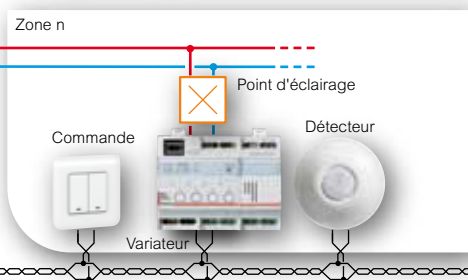 Zone n
Point d'éclairage
Commande
Détecteur
Variateur